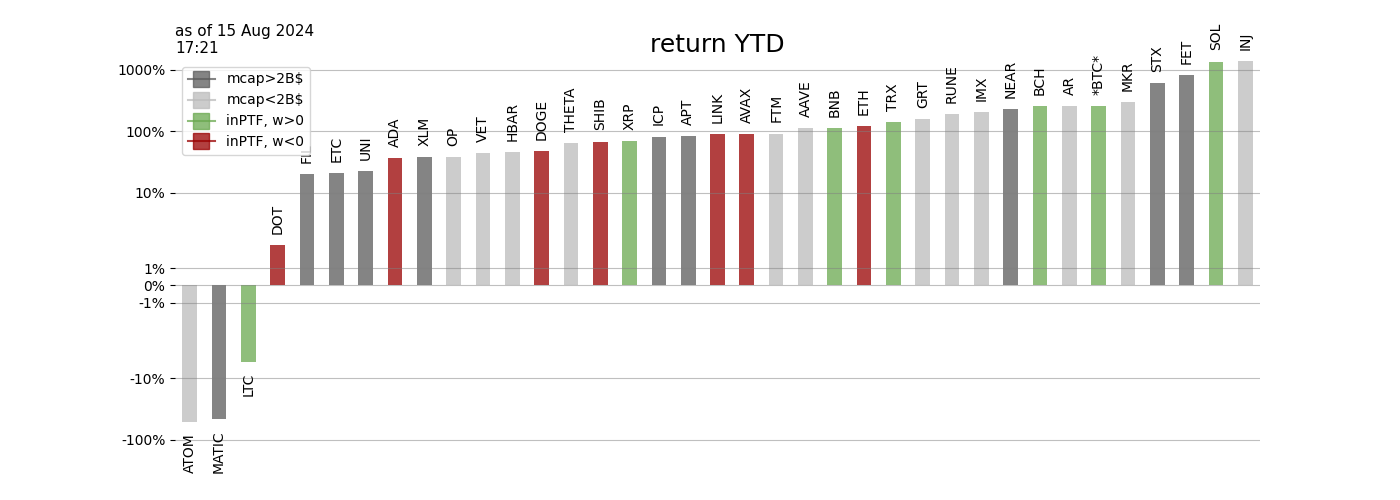 as of 15 Aug 2024
17:21
return YTD
mcap>2B$
mcap<2B$
inPTF, w>0
inPTF, w<0
1000%
100%
10%
1%
0%
-1%
-10%
-100%
ATOM
MATIC
LTC
DOT
ETC
UNI
ADA
XLM
OP
VET
HBAR
DOGE
THETA
SHIB
XRP
ICP
APT
LINK
AVAX
FTM
AAVE
BNB
ETH
TRX
GRT
RUNE
IMX
NEAR
BCH
AR
*BTC*
MKR
STX
FET
SOL
INJ